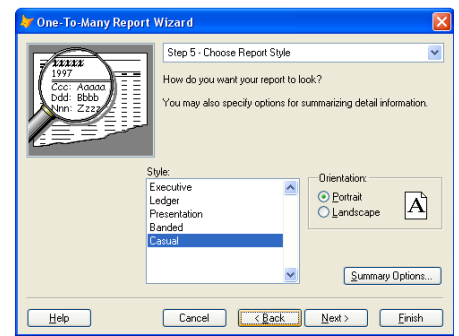 One-To-Many Report Wizard
Step 5 - Choose Report Style
xxxxx
1997
Ccc: Aaaaa
Ddd: Bbbb
Nnn: Zzzz
How do you want your report to look?
You may also specify options for summarizing detail information.
Style:
Executive
Ledger
Presentation
Banded
Casual
Orientation:
Portrait
Landscape
A
Summary Options...
Help
Cancel
< Back
Next >
Finish